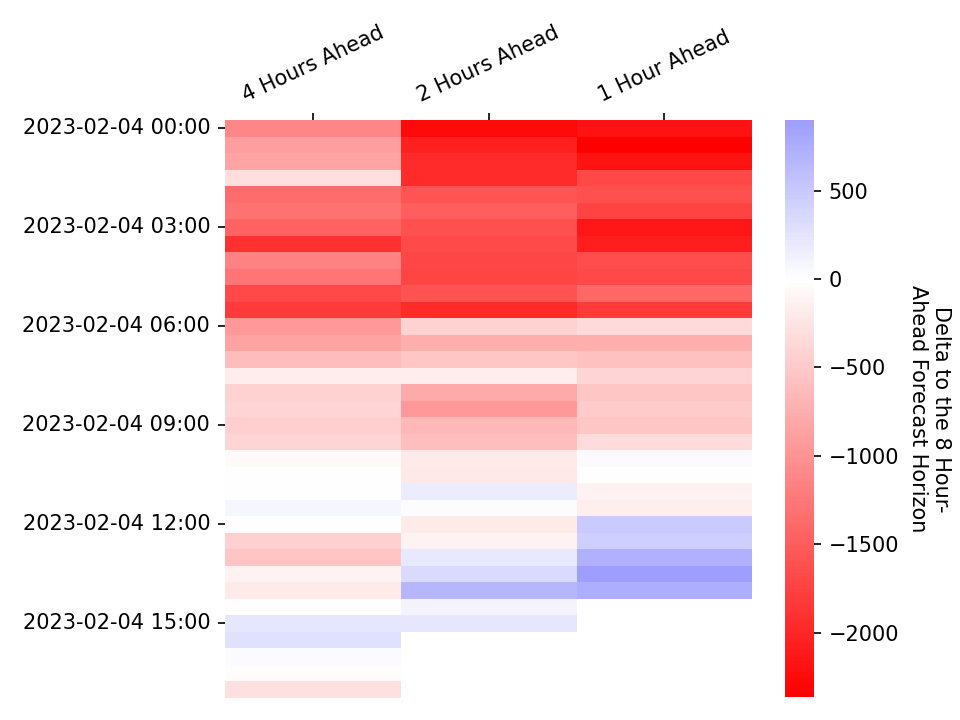 4 Hours Ahead
2 Hours Ahead
1 Hour Ahead
2023-02-04 00:00
2023-02-04 03:00
2023-02-04 06:00
2023-02-04 09:00
2023-02-04 12:00
2023-02-04 15:00
500
0
−500
−1000
−1500
−2000
Delta to the 8 Hour-
Ahead Forecast Horizon